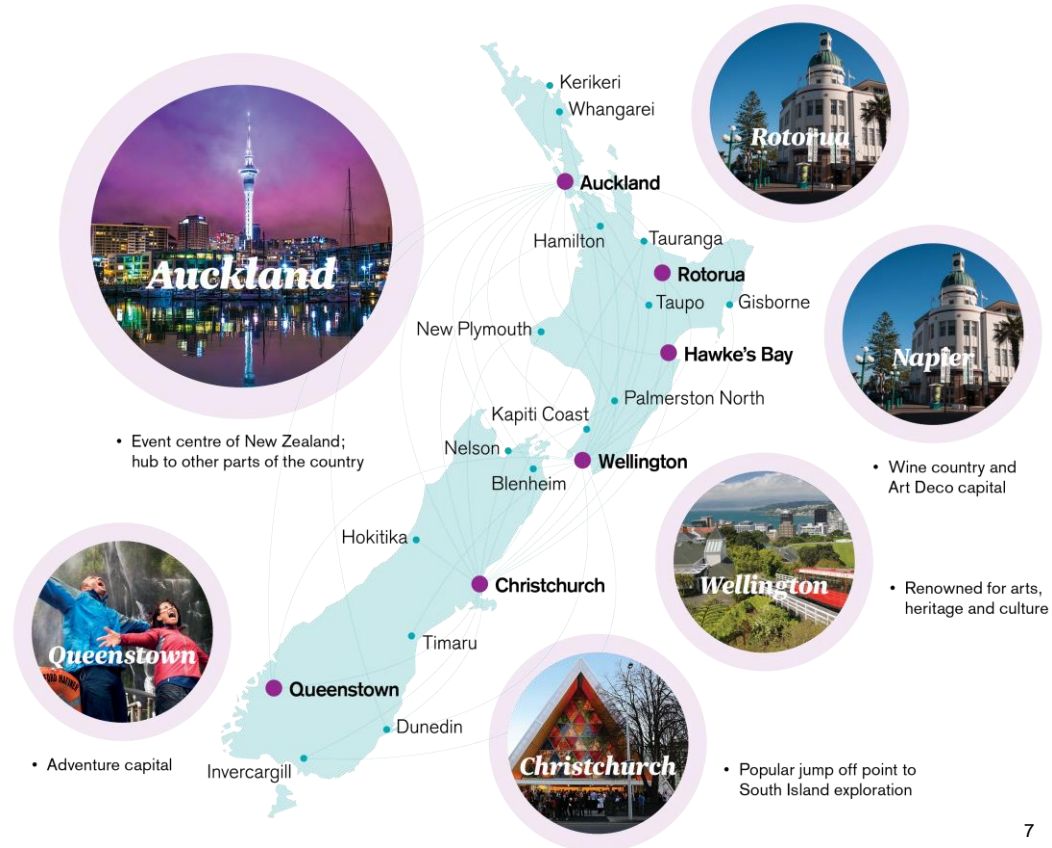 Kerikeri
Whangarei
Rotorua
Auckland
Hamilton
Tauranga
Auckland
Rotorua
Taupo
Gisborne
New Plymouth
Hawke's Bay
Napier
Palmerston North
Kapiti Coast
• Event centre of New Zealand;
hub to other parts of the country
Nelson
Wellington
Blenheim
• Wine country and
Art Deco capital
Hokitika
Christchurch
Wellington
• Renowned for arts,
heritage and culture
Timaru
Queenstown
Queenstown
Dunedin
• Adventure capital
Invercargill
Christchurch
• Popular jump off point to
South Island exploration
7